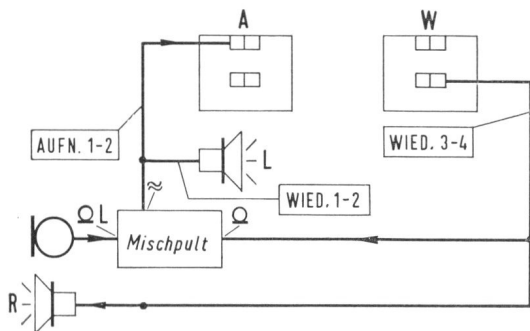 A
W
AUFN. 1-2
WIED. 3-4
L
WIED. 1-2
≈
L
Mischpult
R